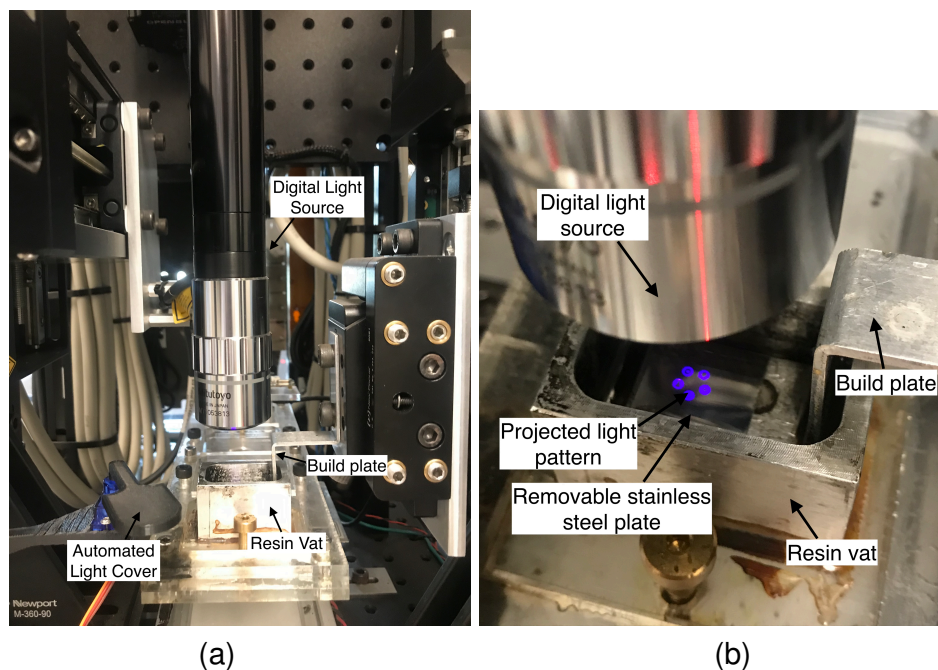 Digital Light
Source
Build plate
Resin Vat
Automated
Light Cover
Newport
M-360-90
(a)
Digital light
source
Build plate
Projected light
pattern
Removable stainless
steel plate
Resin vat
(b)